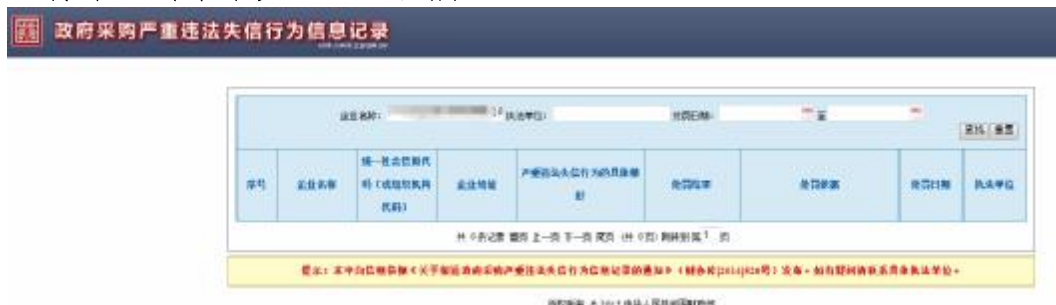 政府采购严重违法失信行为信息记录
企业名称: 执法单位: 处罚日期: 至
查找 重置
序号 企业名称 统一社会信用代码(或组织机构代码) 企业地址 严重违法失信行为的具体情形 处罚结果 处罚依据 处罚日期 执法单位
共 0条记录 首页 上一页 下一页 尾页 (共 0页) 跳转到第 1 页
提示:本平台信息依据《关于报送政府采购严重违法失信行为信息记录的通知》(财办库[2014]526号)发布,如有疑问请联系具体执法单位。